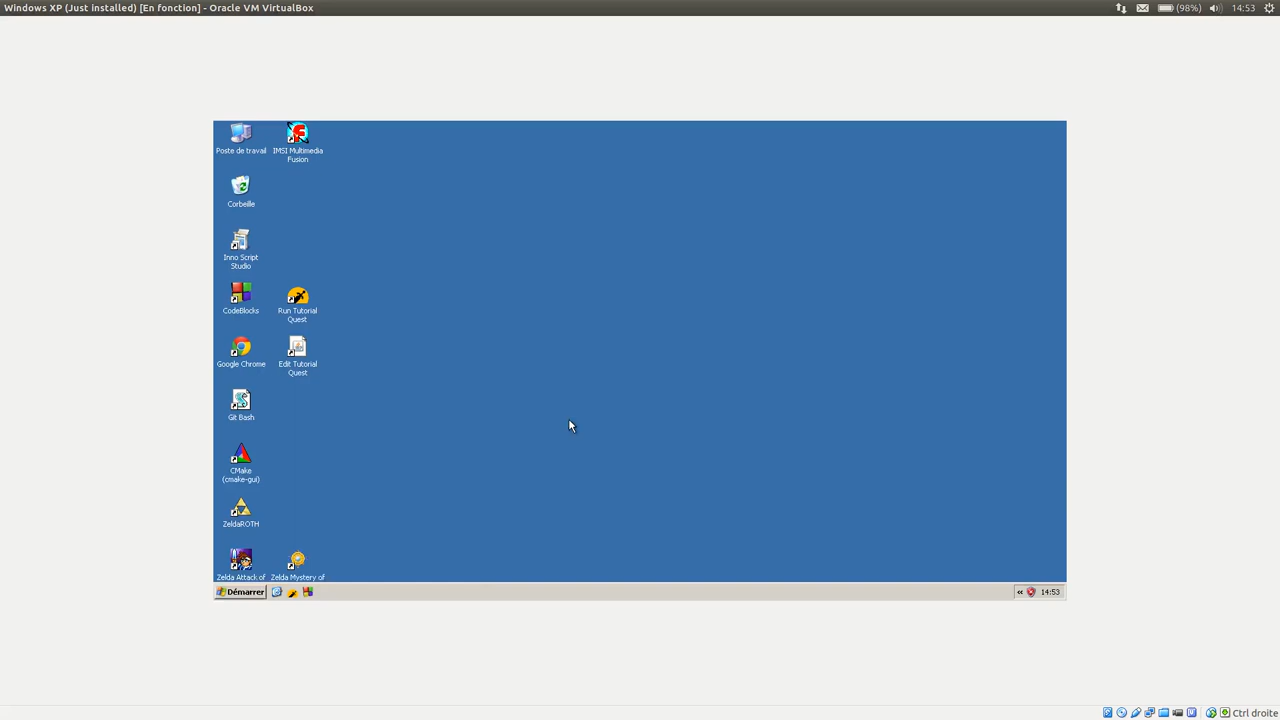 Windows XP (Just installed) [En fonction] - Oracle VM VirtualBox
(98%)
14:53
Poste de travail
IMSI Multimedia
Fusion
Corbeille
Inno Script
Studio
CodeBlocks
Run Tutorial
Quest
Google Chrome
Edit Tutorial
Quest
Git Bash
CMake
(cmake-gui)
ZeldaROTH
Zelda Attack of
Zelda Mystery of
Démarrer
14:53
Ctrl droite